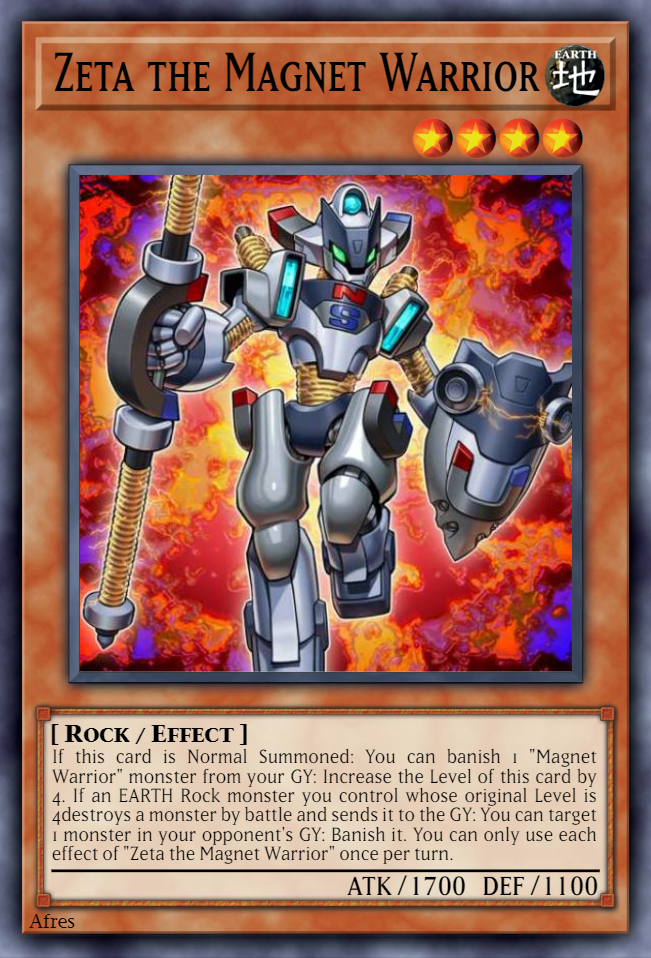 Zeta the Magnet Warrior
EARTH
地
N
S
[ Rock / Effect ]
If this card is Normal Summoned: You can banish 1 "Magnet
Warrior" monster from your GY: Increase the Level of this card by
4. If an EARTH Rock monster you control whose original Level is
4destroys a monster by battle and sends it to the GY: You can target
1 monster in your opponent's GY: Banish it. You can only use each
effect of "Zeta the Magnet Warrior" once per turn.
ATK / 1700 DEF / 1100
Afres